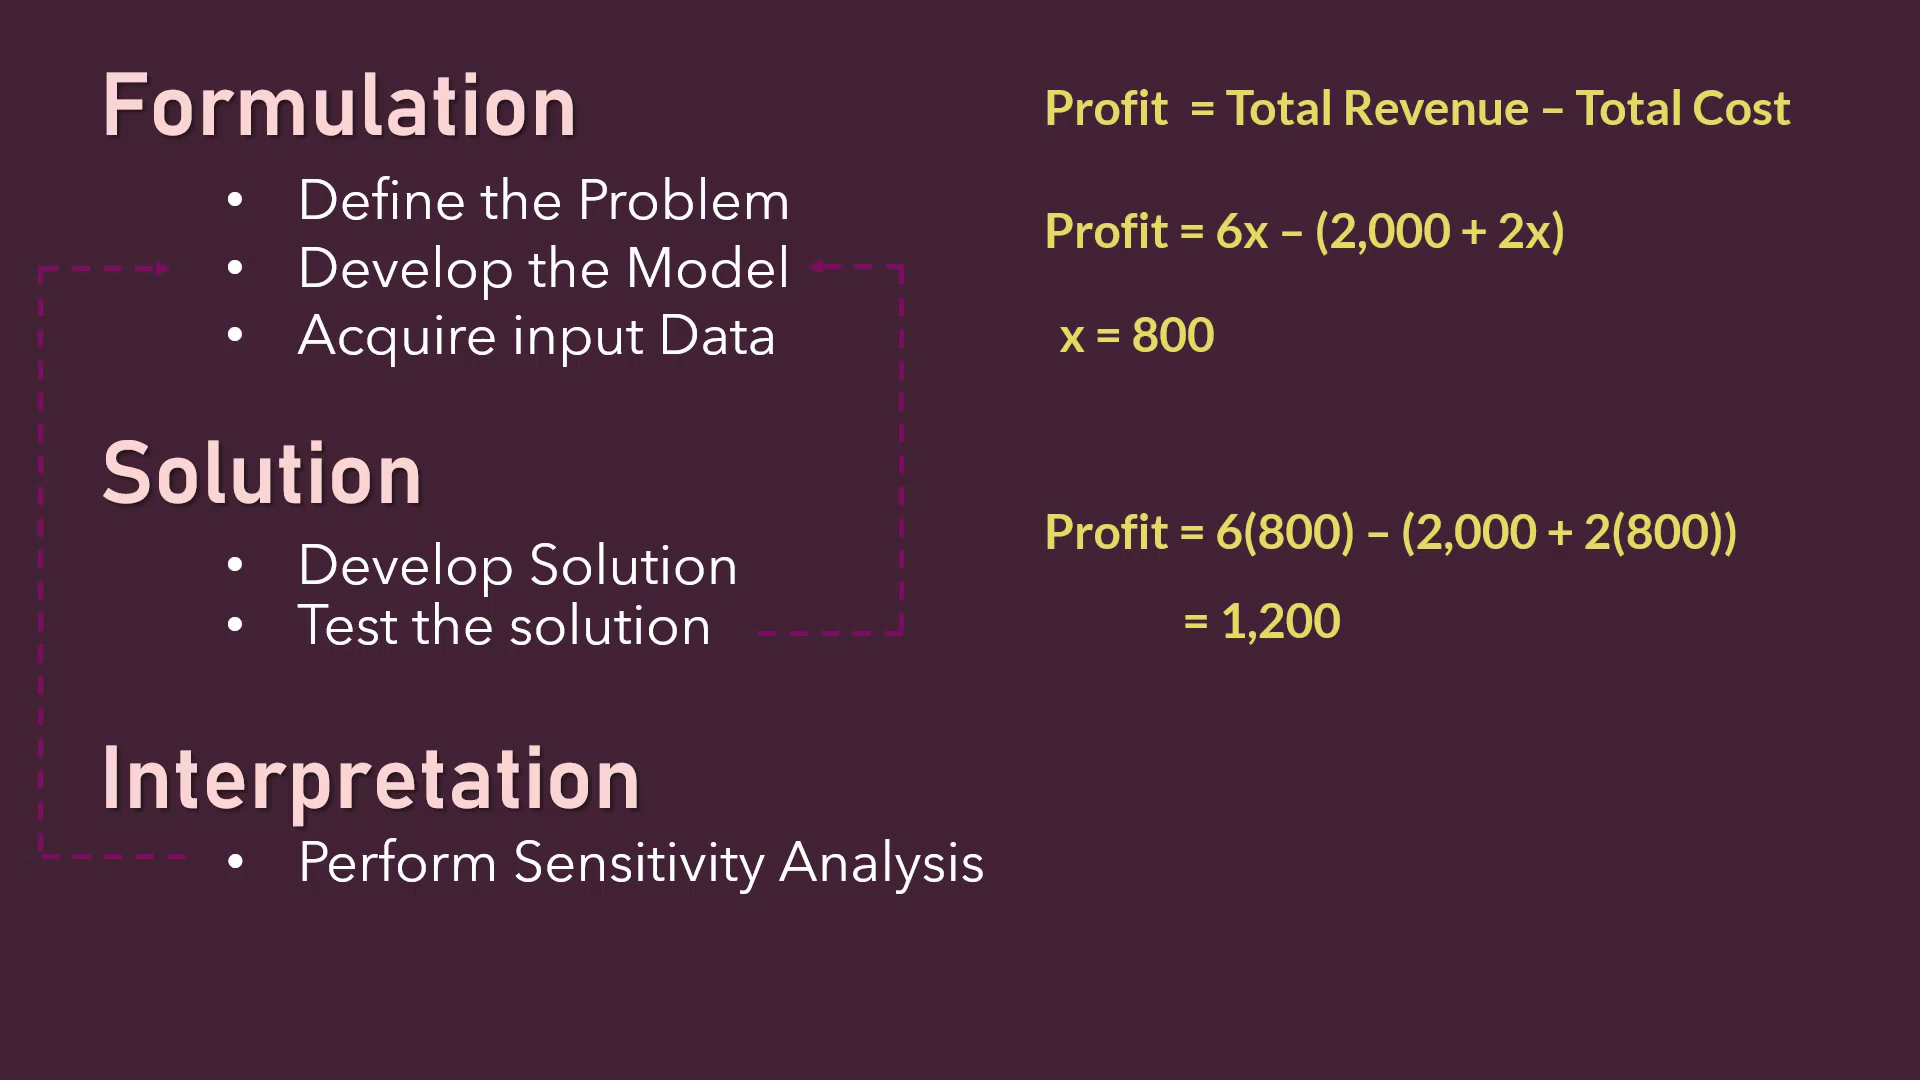 Formulation
• Define the Problem
• Develop the Model
• Acquire input Data
Solution
• Develop Solution
• Test the solution
Interpretation
• Perform Sensitivity Analysis
Profit = Total Revenue – Total Cost
Profit = 6x – (2,000 + 2x)
x = 800
Profit = 6(800) – (2,000 + 2(800))
= 1,200